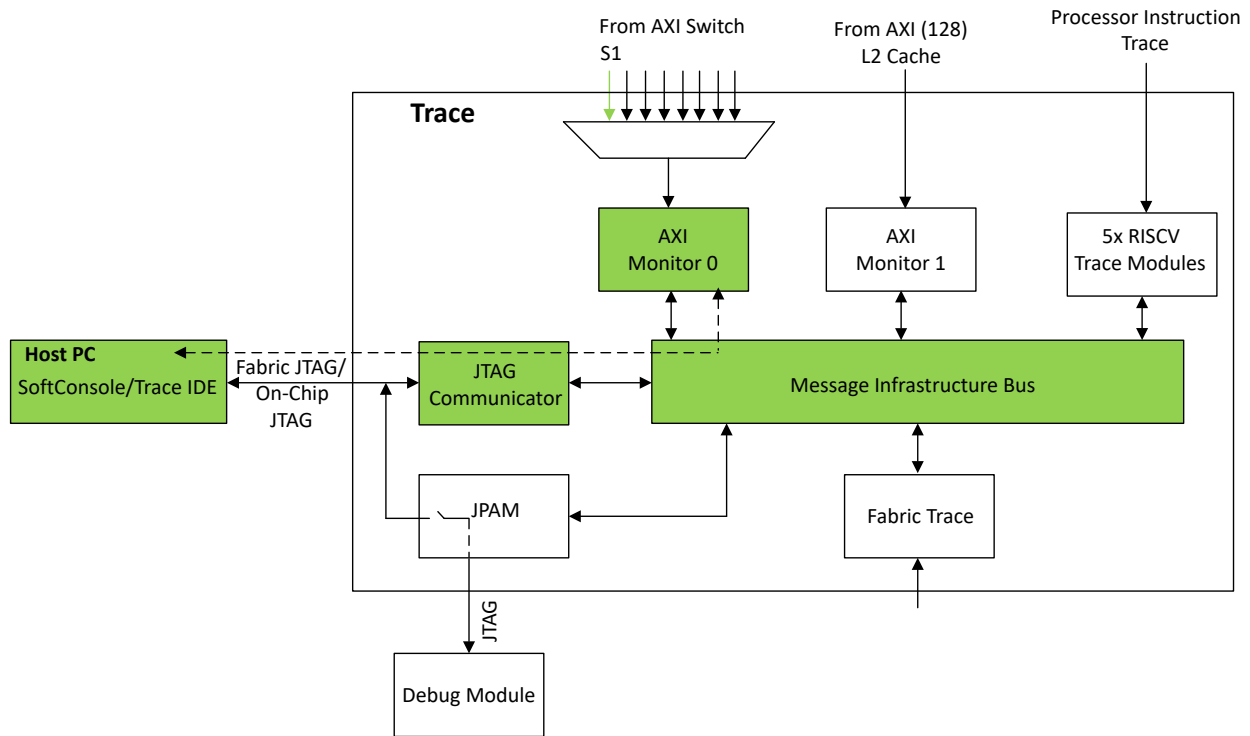 From AXI Switch
S1
From AXI (128)
L2 Cache
Processor Instruction
Trace
Trace
AXI
Monitor 0
AXI
Monitor 1
5x RISCV
Trace Modules
Host PC
SoftConsole/Trace IDE
Fabric JTAG/
On-Chip
JTAG
JTAG
Communicator
Message Infrastructure Bus
JPAM
Fabric Trace
JTAG
Debug Module